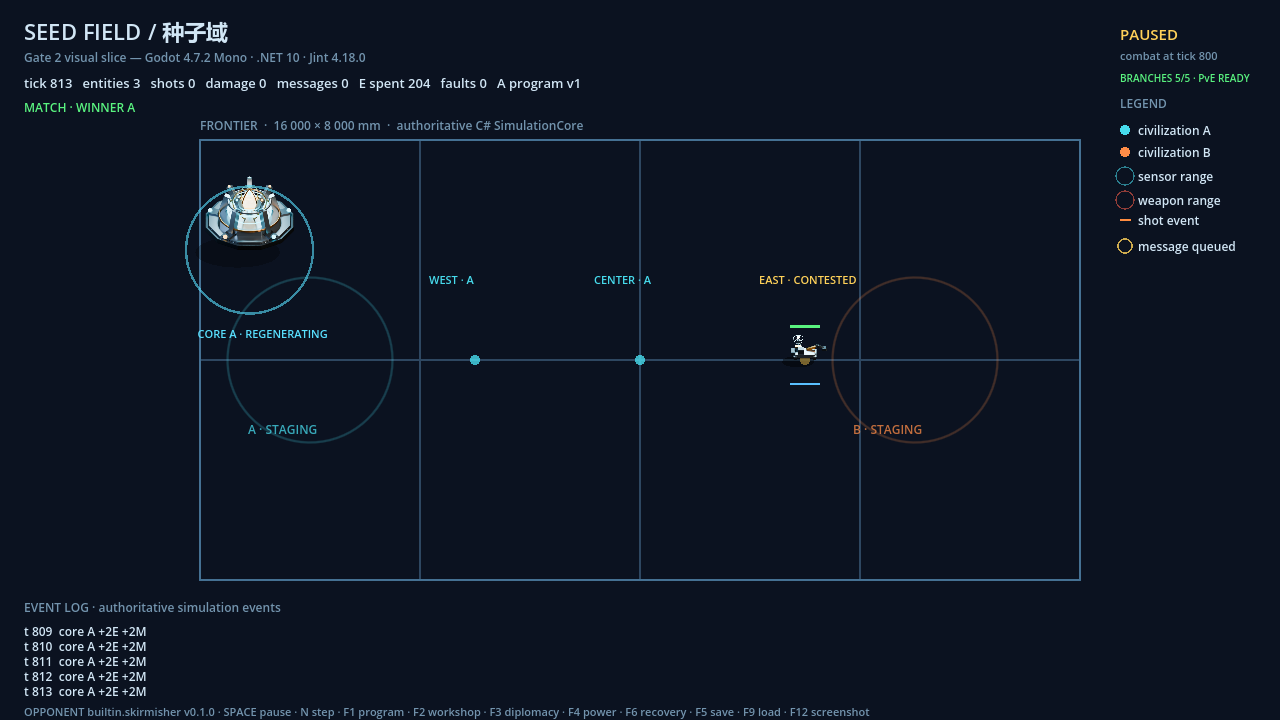 SEED FIELD / 种子域
Gate 2 visual slice — Godot 4.7.2 Mono · .NET 10 · Jint 4.18.0
tick 813 entities 3 shots 0 damage 0 messages 0 E spent 204 faults 0 A program v1
MATCH · WINNER A
FRONTIER · 16 000 × 8 000 mm · authoritative C# SimulationCore
PAUSED
combat at tick 800
BRANCHES 5/5 · PvE READY
LEGEND
civilization A
civilization B
sensor range
weapon range
shot event
message queued
WEST · A
CENTER · A
EAST · CONTESTED
CORE A · REGENERATING
A · STAGING
B · STAGING
EVENT LOG · authoritative simulation events
t 809 core A +2E +2M
t 810 core A +2E +2M
t 811 core A +2E +2M
t 812 core A +2E +2M
t 813 core A +2E +2M
OPPONENT builtin.skirmisher v0.1.0 · SPACE pause · N step · F1 program · F2 workshop · F3 diplomacy · F4 power · F6 recovery · F5 save · F9 load · F12 screenshot